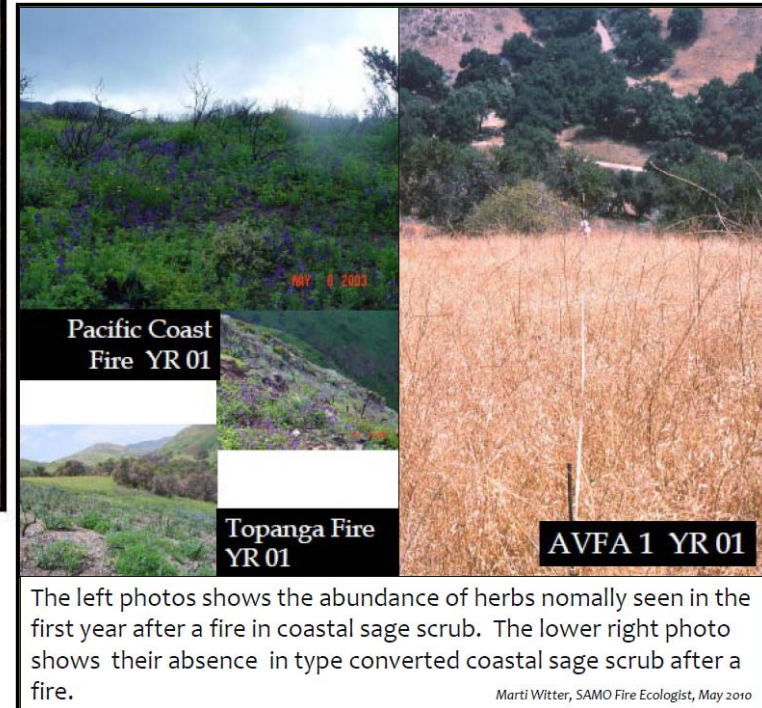 MAY 6 2003
Pacific Coast
Fire YR 01
Topanga Fire
YR 01
AVFA 1 YR 01
The left photos shows the abundance of herbs nomally seen in the
first year after a fire in coastal sage scrub. The lower right photo
shows their absence in type converted coastal sage scrub after a
fire.
Marti Witter, SAMO Fire Ecologist, May 2010